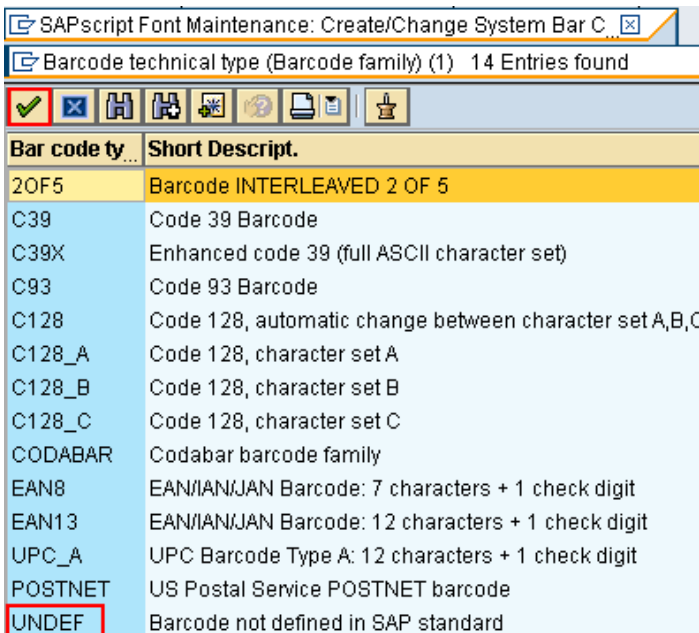 SAPscript Font Maintenance: Create/Change System Bar C...
Barcode technical type (Barcode family) (1) 14 Entries found
Bar code ty... Short Descript.
2OF5 Barcode INTERLEAVED 2 OF 5
C39 Code 39 Barcode
C39X Enhanced code 39 (full ASCII character set)
C93 Code 93 Barcode
C128 Code 128, automatic change between character set A,B,C
C128_A Code 128, character set A
C128_B Code 128, character set B
C128_C Code 128, character set C
CODABAR Codabar barcode family
EAN8 EAN/IAN/JAN Barcode: 7 characters + 1 check digit
EAN13 EAN/IAN/JAN Barcode: 12 characters + 1 check digit
UPC_A UPC Barcode Type A: 12 characters + 1 check digit
POSTNET US Postal Service POSTNET barcode
UNDEF Barcode not defined in SAP standard